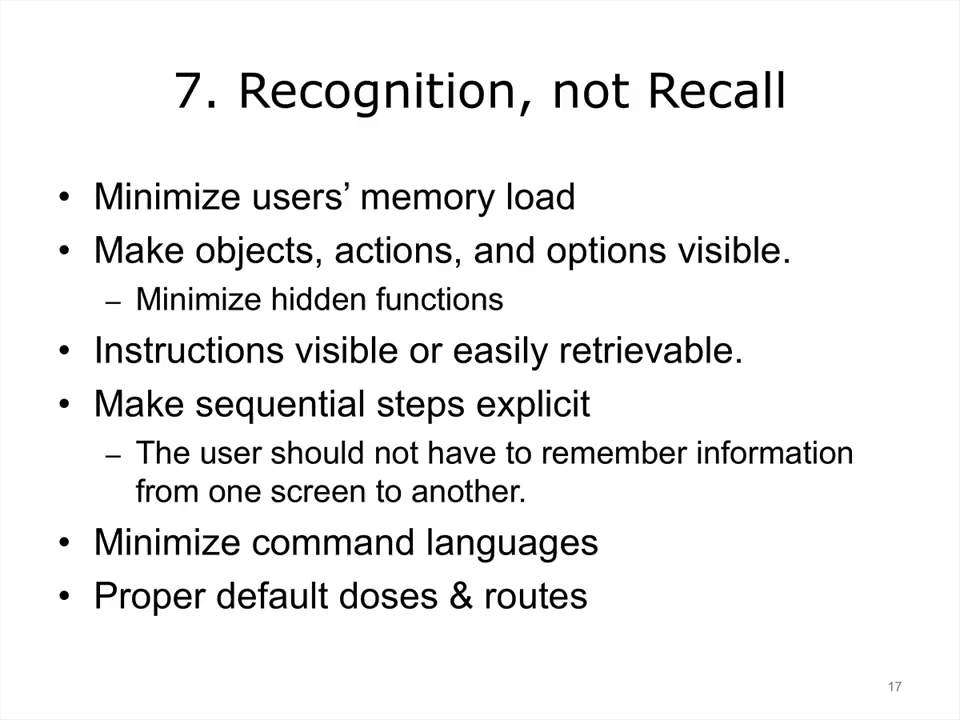 7. Recognition, not Recall
• Minimize users’ memory load
• Make objects, actions, and options visible.
– Minimize hidden functions
• Instructions visible or easily retrievable.
• Make sequential steps explicit
– The user should not have to remember information
from one screen to another.
• Minimize command languages
• Proper default doses & routes
17